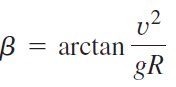 β = arctan v²/gR